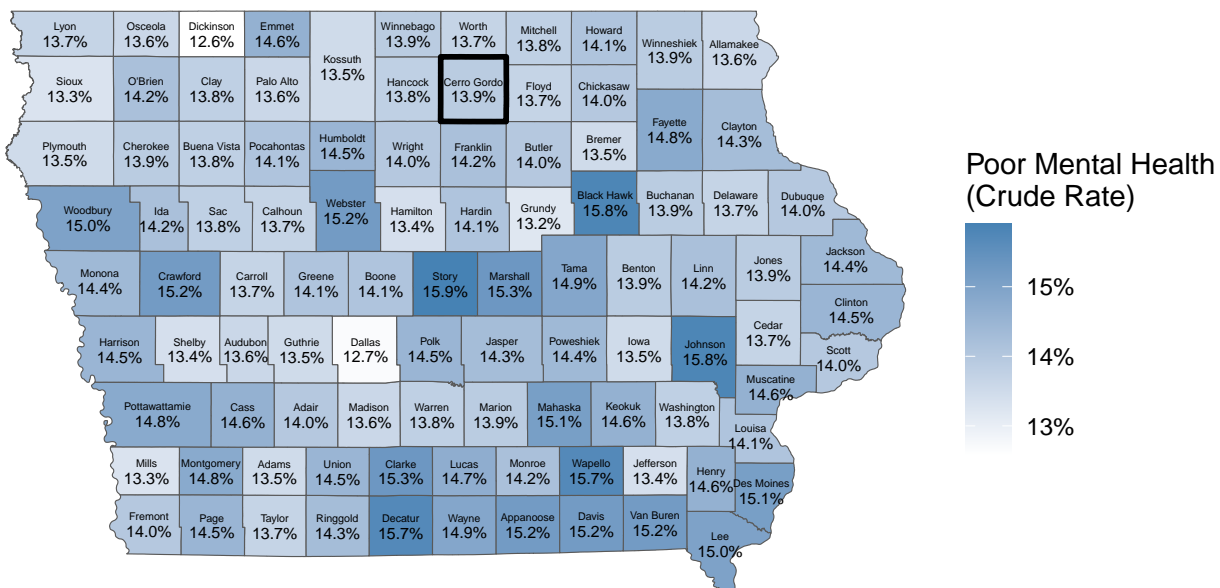 Lyon
13.7%
Osceola
13.6%
Dickinson
12.6%
Emmet
14.6%
Kossuth
13.5%
Winnebago
13.9%
Worth
13.7%
Mitchell
13.8%
Howard
14.1%
Winneshiek
13.9%
Allamakee
13.6%
Sioux
13.3%
O'Brien
14.2%
Clay
13.8%
Palo Alto
13.6%
Hancock
13.8%
Cerro Gordo
13.9%
Floyd
13.7%
Chickasaw
14.0%
Fayette
14.8%
Clayton
14.3%
Plymouth
13.5%
Cherokee
13.9%
Buena Vista
13.8%
Pocahontas
14.1%
Humboldt
14.5%
Wright
14.0%
Franklin
14.2%
Butler
14.0%
Bremer
13.5%
Woodbury
15.0%
Ida
14.2%
Sac
13.8%
Calhoun
13.7%
Webster
15.2%
Hamilton
13.4%
Hardin
14.1%
Grundy
13.2%
Black Hawk
15.8%
Buchanan
13.9%
Delaware
13.7%
Dubuque
14.0%
Monona
14.4%
Crawford
15.2%
Carroll
13.7%
Greene
14.1%
Boone
14.1%
Story
15.9%
Marshall
15.3%
Tama
14.9%
Benton
13.9%
Linn
14.2%
Jones
13.9%
Jackson
14.4%
Clinton
14.5%
Harrison
14.5%
Shelby
13.4%
Audubon
13.6%
Guthrie
13.5%
Dallas
12.7%
Polk
14.5%
Jasper
14.3%
Poweshiek
14.4%
Iowa
13.5%
Johnson
15.8%
Cedar
13.7%
Scott
14.0%
Muscatine
14.6%
Pottawattamie
14.8%
Cass
14.6%
Adair
14.0%
Madison
13.6%
Warren
13.8%
Marion
13.9%
Mahaska
15.1%
Keokuk
14.6%
Washington
13.8%
Louisa
14.1%
Mills
13.3%
Montgomery
14.8%
Adams
13.5%
Union
14.5%
Clarke
15.3%
Lucas
14.7%
Monroe
14.2%
Wapello
15.7%
Jefferson
13.4%
Henry
14.6%
Des Moines
15.1%
Fremont
14.0%
Page
14.5%
Taylor
13.7%
Ringgold
14.3%
Decatur
15.7%
Wayne
14.9%
Appanoose
15.2%
Davis
15.2%
Van Buren
15.2%
Lee
15.0%
Poor Mental Health
(Crude Rate)
15%
14%
13%